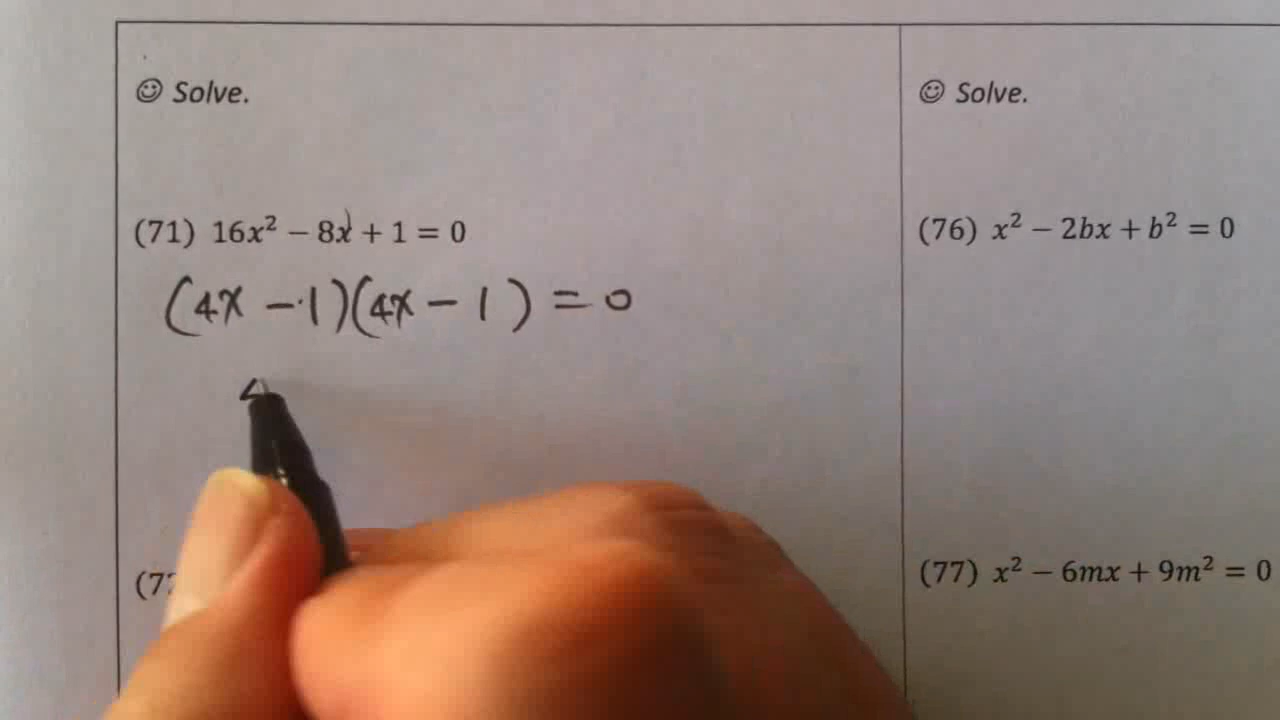 ☺ Solve.
(71) 16x² − 8x + 1 = 0
(4x − 1)(4x − 1) = 0
☺ Solve.
(76) x² − 2bx + b² = 0
(77) x² − 6mx + 9m² = 0